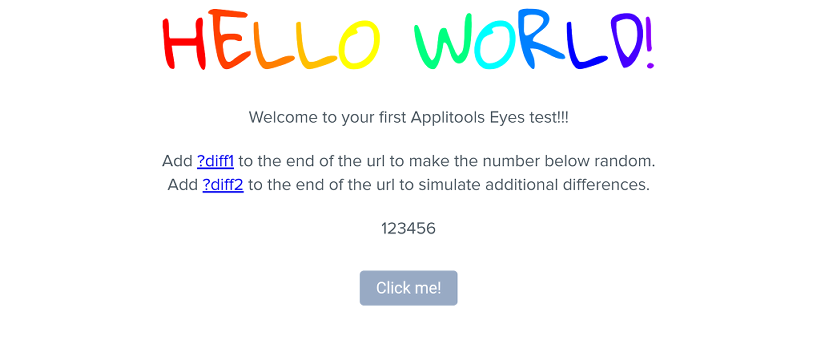 HELLO WORLD!
Welcome to your first Applitools Eyes test!!!
Add ?diff1 to the end of the url to make the number below random.
Add ?diff2 to the end of the url to simulate additional differences.
123456
Click me!